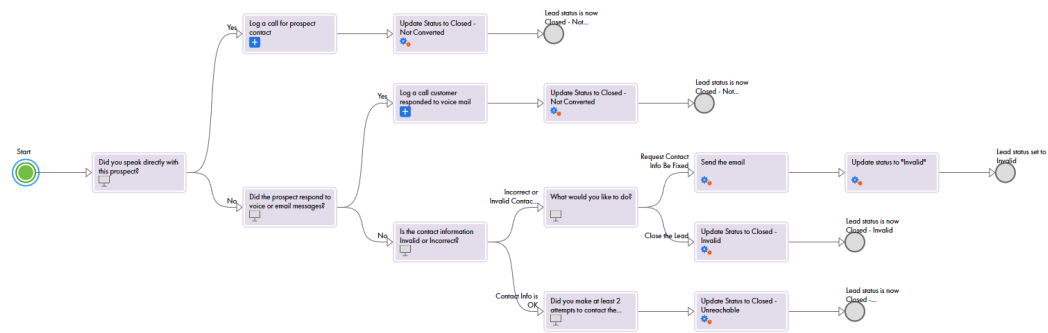 Start
Did you speak directly with
this prospect?
Yes
Log a call for prospect
contact
Update Status to Closed -
Not Converted
Lead status is now
Closed - Not...
No
Did the prospect respond to
voice or email messages?
Yes
Log a call customer
responded to voice mail
Update Status to Closed -
Not Converted
Lead status is now
Closed - Not...
No
Is the contact information
Invalid or Incorrect?
Incorrect or
Invalid Contac...
What would you like to do?
Request Contact
Info Be Fixed
Send the email
Update status to "Invalid"
Lead status set to
Invalid
Close the Lead
Update Status to Closed -
Invalid
Lead status is now
Closed - Invalid
Contact Info is
OK
Did you make at least 2
attempts to contact the...
Update Status to Closed -
Unreachable
Lead status is now
Closed -...